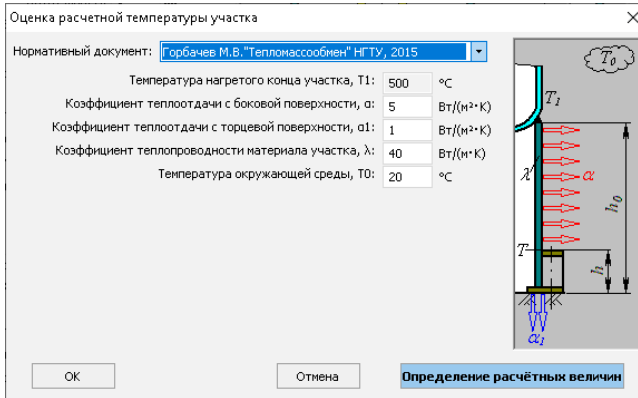 Оценка расчетной температуры участка
Нормативный документ: Горбачев М.В."Тепломассообмен" НГТУ, 2015
Температура нагретого конца участка, T1: 500 °C
Коэффициент теплоотдачи с боковой поверхности, α: 5 Вт/(м²·К)
Коэффициент теплоотдачи с торцевой поверхности, α1: 1 Вт/(м²·К)
Коэффициент теплопроводности материала участка, λ: 40 Вт/(м·К)
Температура окружающей среды, T0: 20 °C
T₀
T₁
λ
α
h₀
T
h
α₁
OK
Отмена
Определение расчётных величин